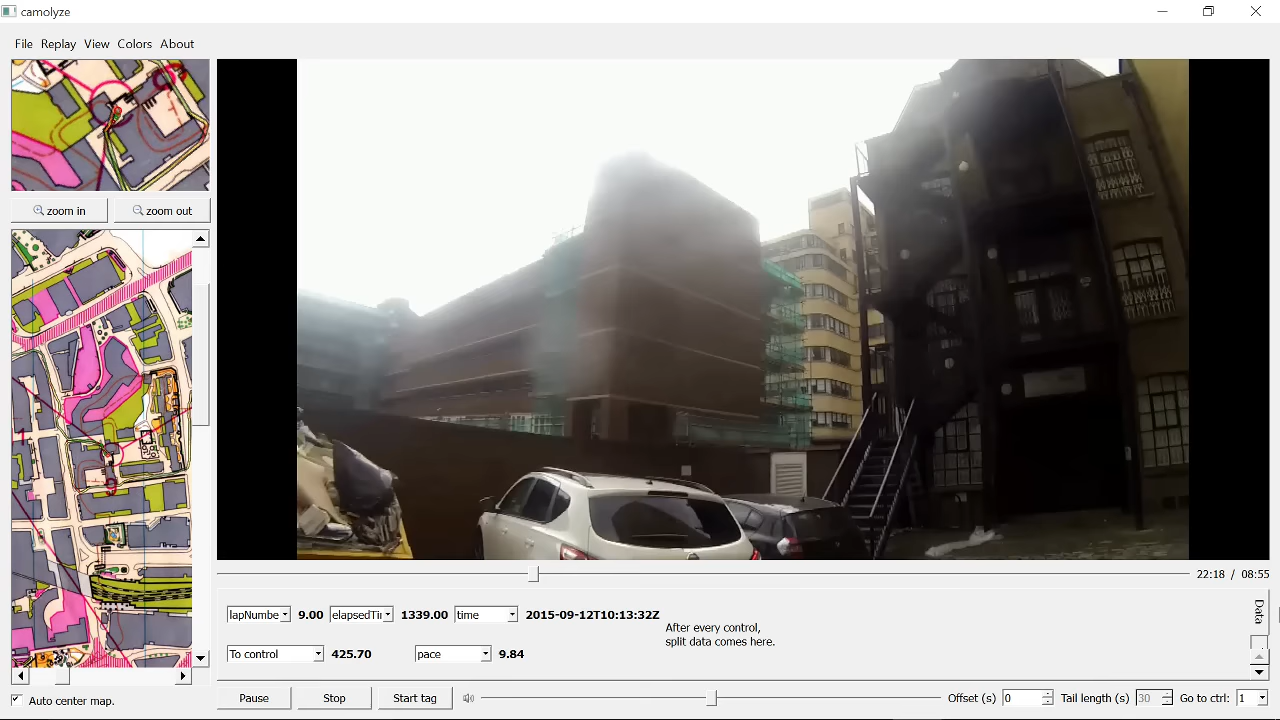 camolyze
File Replay View Colors About
zoom in
zoom out
22:18 / 08:55
lapNumbe 9.00 elapsedTi 1339.00 time 2015-09-12T10:13:32Z
After every control,
split data comes here.
To control 425.70 pace 9.84
Data
Auto center map.
Pause Stop Start tag Offset (s) 0 Tail length (s) 30 Go to ctrl: 1